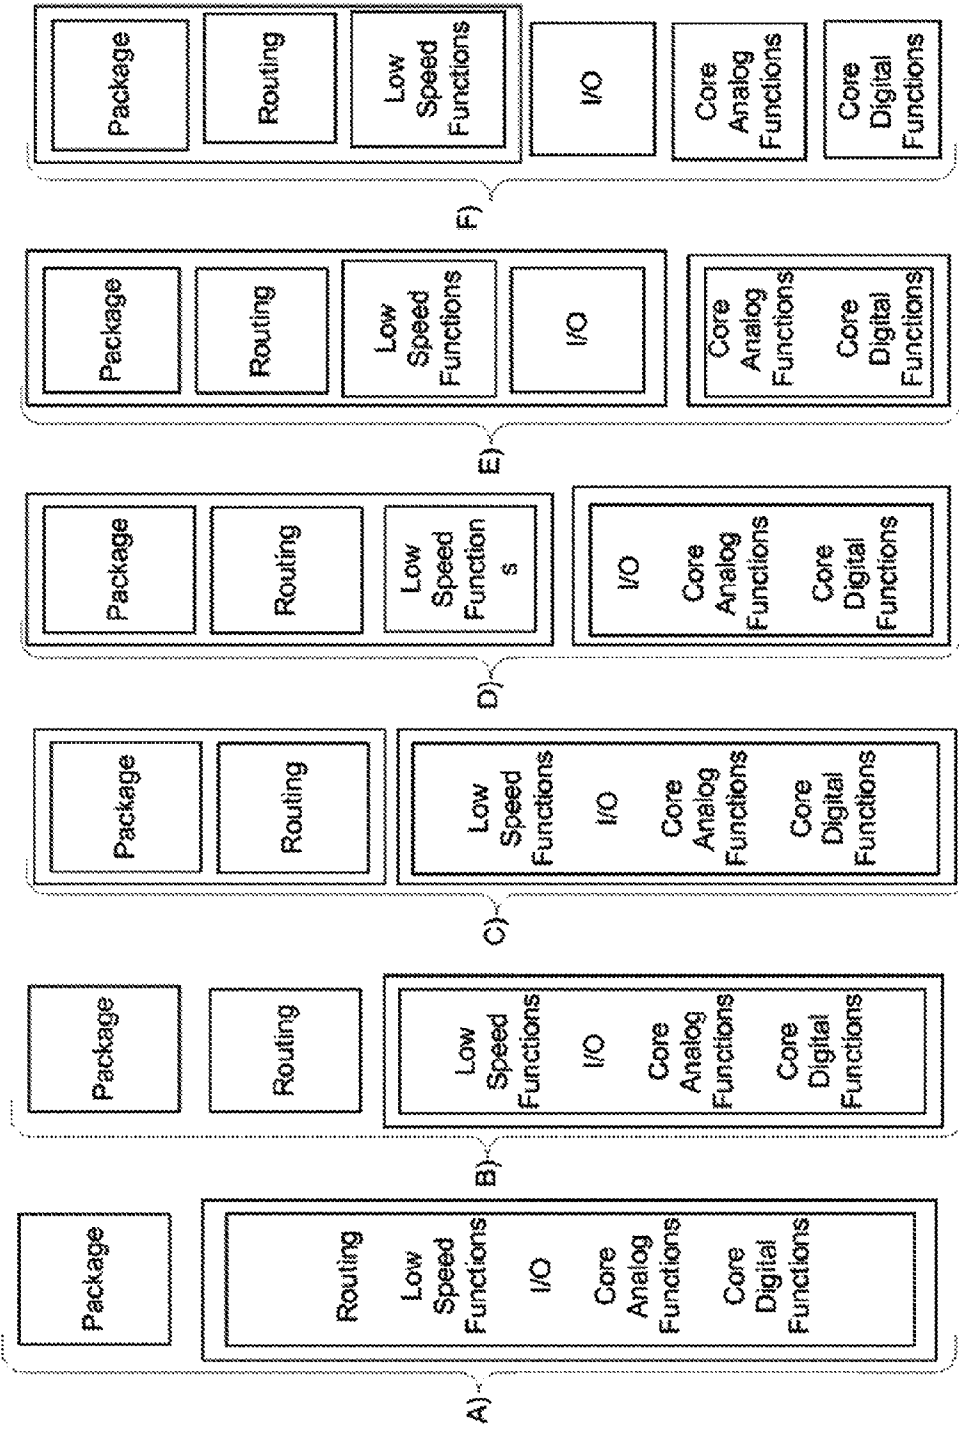 A)
Package
Routing
Low
Speed
Functions
I/O
Core
Analog
Functions
Core
Digital
Functions
B)
Package
Routing
Low
Speed
Functions
I/O
Core
Analog
Functions
Core
Digital
Functions
C)
Package
Routing
Low
Speed
Functions
I/O
Core
Analog
Functions
Core
Digital
Functions
D)
Package
Routing
Low
Speed
Function
s
I/O
Core
Analog
Functions
Core
Digital
Functions
E)
Package
Routing
Low
Speed
Functions
I/O
Core
Analog
Functions
Core
Digital
Functions
F)
Package
Routing
Low
Speed
Functions
I/O
Core
Analog
Functions
Core
Digital
Functions